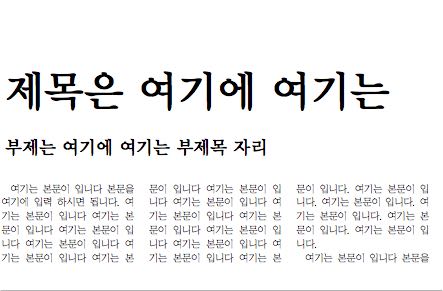 제목은 여기에 여기는
부제는 여기에 여기는 부제목 자리
여기는 본문이 입니다 본문을
여기에 입력 하시면 됩니다. 여
기는 본문이 입니다 여기는 본
문이 입니다 여기는 본문이 입
니다 여기는 본문이 입니다 여
기는 본문이 입니다 여기는 본
문이 입니다 여기는 본문이 입
니다 여기는 본문이 입니다 여
기는 본문이 입니다 여기는 본
문이 입니다 여기는 본문이 입
니다 여기는 본문이 입니다 여
기는 본문이 입니다 여기는 본
문이 입니다. 여기는 본문이 입
니다. 여기는 본문이 입니다. 여
기는 본문이 입니다. 여기는 본
문이 입니다 여기는 본문이 입
니다.
여기는 본문이 입니다 본문을